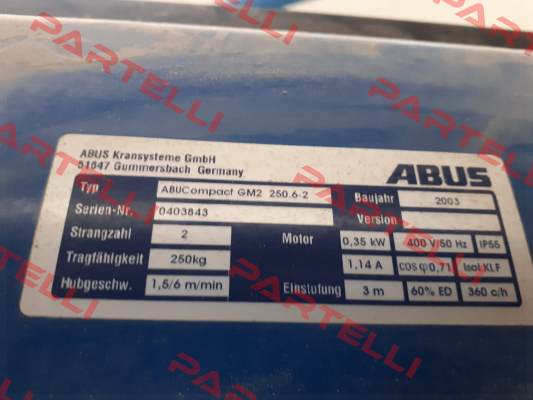 ABUS Kransysteme GmbH
51647 Gummersbach Germany
ABUS
Typ ABUCompact GM2 250.6-2 Baujahr 2003
Serien-Nr. 0403843 Version
Strangzahl 2 Motor 0,35 kW 400 V/50 Hz IP55
Tragfähigkeit 250kg 1,14 A cos φ 0,71 Isol.KLF
Hubgeschw. 1,5/6 m/min Einstufung 3 m 60% ED 360 c/h
PARTELLI
PARTELLI
PARTELLI
PARTELLI
PARTELLI
PARTELLI